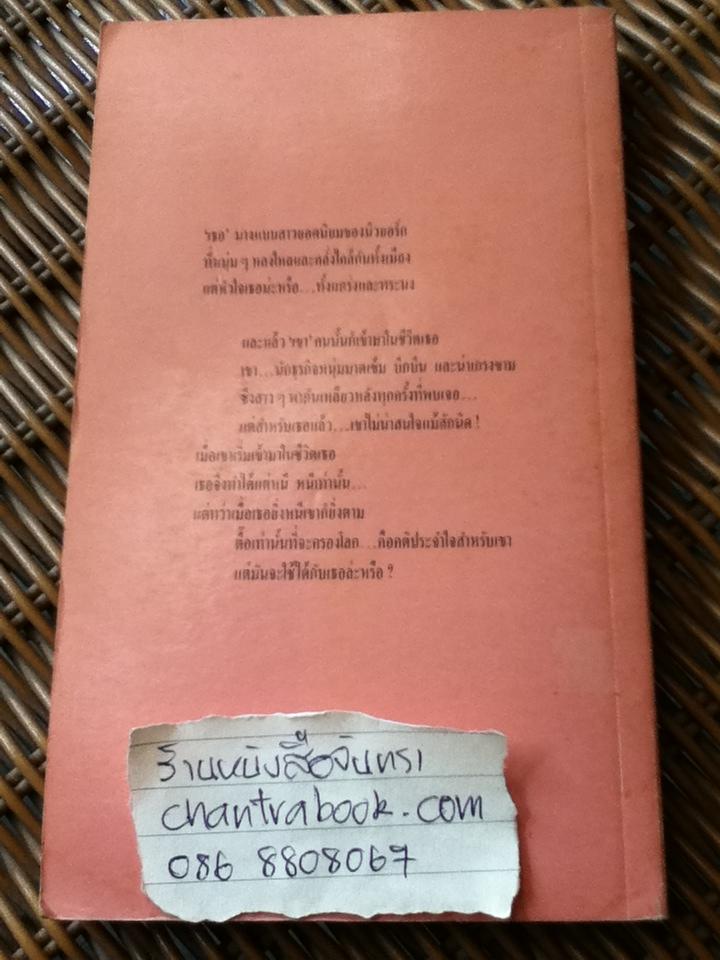 'เธอ' นางแบบสาวยอดนิยมของนิวยอร์ก
ที่หนุ่ม ๆ หลงใหลและคลั่งไคล้กันทั้งเมือง
แต่หัวใจเธอน่ะหรือ...ทั้งแกร่งและทระนง
และแล้ว 'เขา' คนนั้นก็เข้ามาในชีวิตเธอ
เขา...นักธุรกิจหนุ่มมาดเข้ม บึกบึน และน่าเกรงขาม
ซึ่งสาว ๆ พากันเหลียวหลังทุกครั้งที่พบเจอ...
แต่สำหรับเธอแล้ว...เขาไม่น่าสนใจแม้สักนิด!
เมื่อเขาเริ่มเข้ามาในชีวิตเธอ
เธอจึงทำได้แต่หนี หนีเท่านั้น...
แต่ทว่าเมื่อเธอยิ่งหนีเขาก็ยิ่งตาม
ตื๊อเท่านั้นที่จะครองโลก...คือคติประจำใจสำหรับเขา
แต่มันจะใช้ได้กับเธอล่ะหรือ?
ร้านหนังสือจันทรา
chantrabook.com
086 8808067